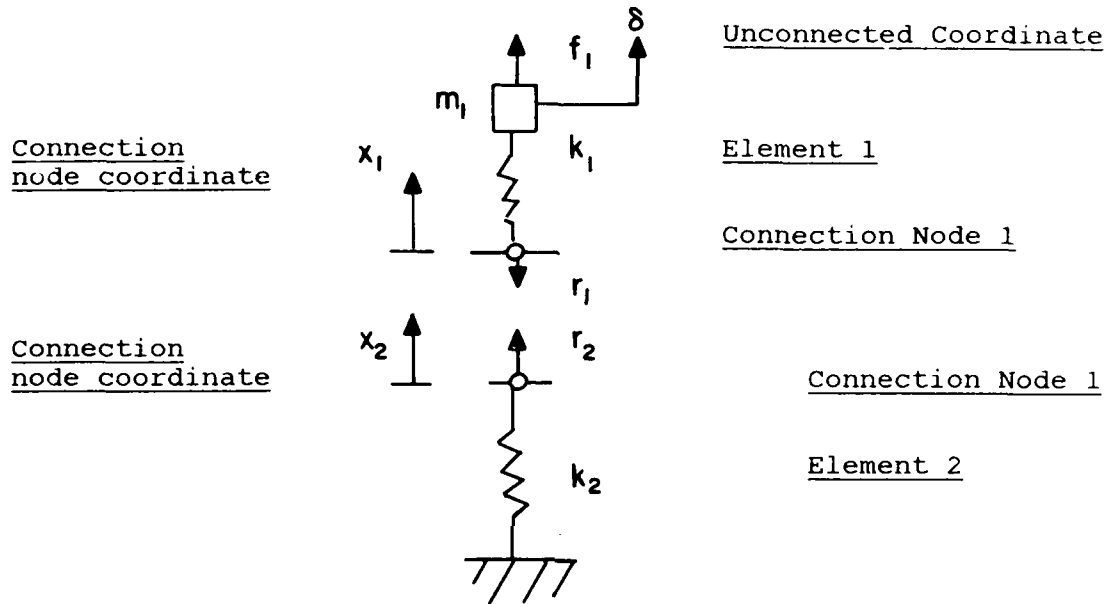 δ
Unconnected Coordinate
f₁
m₁
Connection
node coordinate
x₁
k₁
Element 1
Connection Node 1
r₁
Connection
node coordinate
x₂
r₂
Connection Node 1
k₂
Element 2